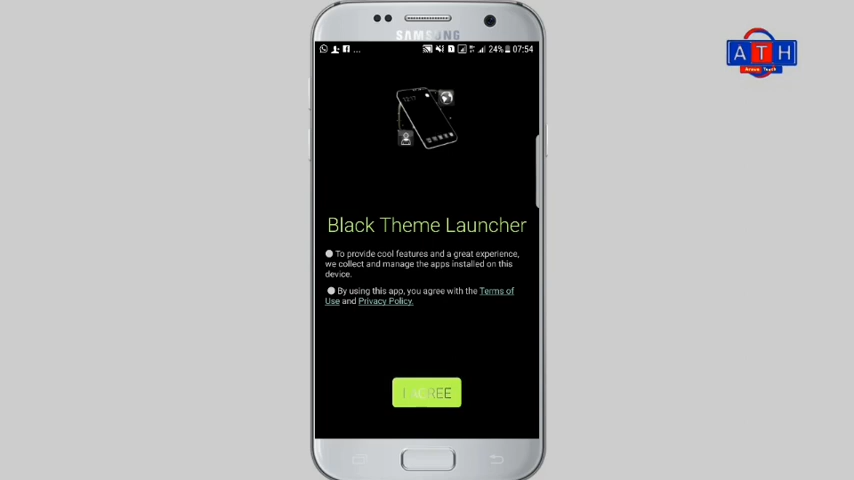 SAMSUNG
... 24% 07:54
ATH
Black Theme Launcher
To provide cool features and a great experience,
we collect and manage the apps installed on this
device.
By using this app, you agree with the Terms of
Use and Privacy Policy.
I AGREE